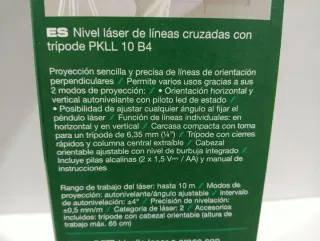 ES Nivel láser de líneas cruzadas con
trípode PKLL 10 B4
Proyección sencilla y precisa de líneas de orientación
perpendiculares / Permite varios usos gracias a sus
2 modos de proyección: / • Orientación horizontal y
vertical autonivelante con piloto led de estado /
• Posibilidad de ajustar cualquier ángulo al fijar el
péndulo láser / Función de líneas individuales: en
horizontal y en vertical / Carcasa compacta con toma
para un trípode de 6,35 mm (¼") / Trípode con cierres
rápidos y columna central extraíble / Cabezal
orientable ajustable con nivel de burbuja integrado /
Incluye pilas alcalinas (2 x 1,5 V⎓ / AA) y manual de
instrucciones
Rango de trabajo del láser: hasta 10 m / Modos de
proyección: autonivelante/ángulo ajustable / Intervalo
de autonivelación: ±4° / Precisión de nivelación:
±0,5 mm/m / Categoría de láser: 2 / Accesorios
incluidos: trípode con cabezal orientable (altura de
trabajo máx. 65 cm)